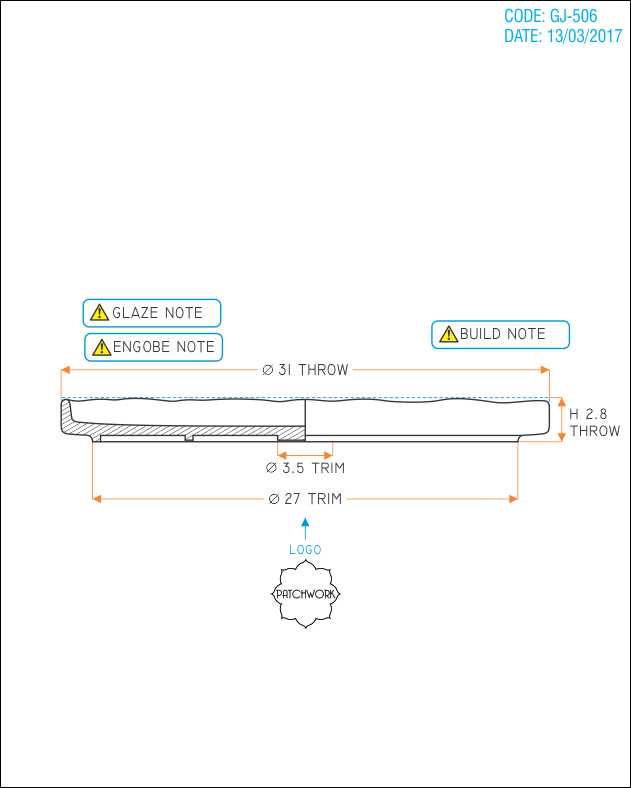 CODE: GJ-506
DATE: 13/03/2017
GLAZE NOTE
ENGOBE NOTE
BUILD NOTE
Ø 31 THROW
H 2.8
THROW
Ø 3.5 TRIM
Ø 27 TRIM
LOGO
PATCHWORK